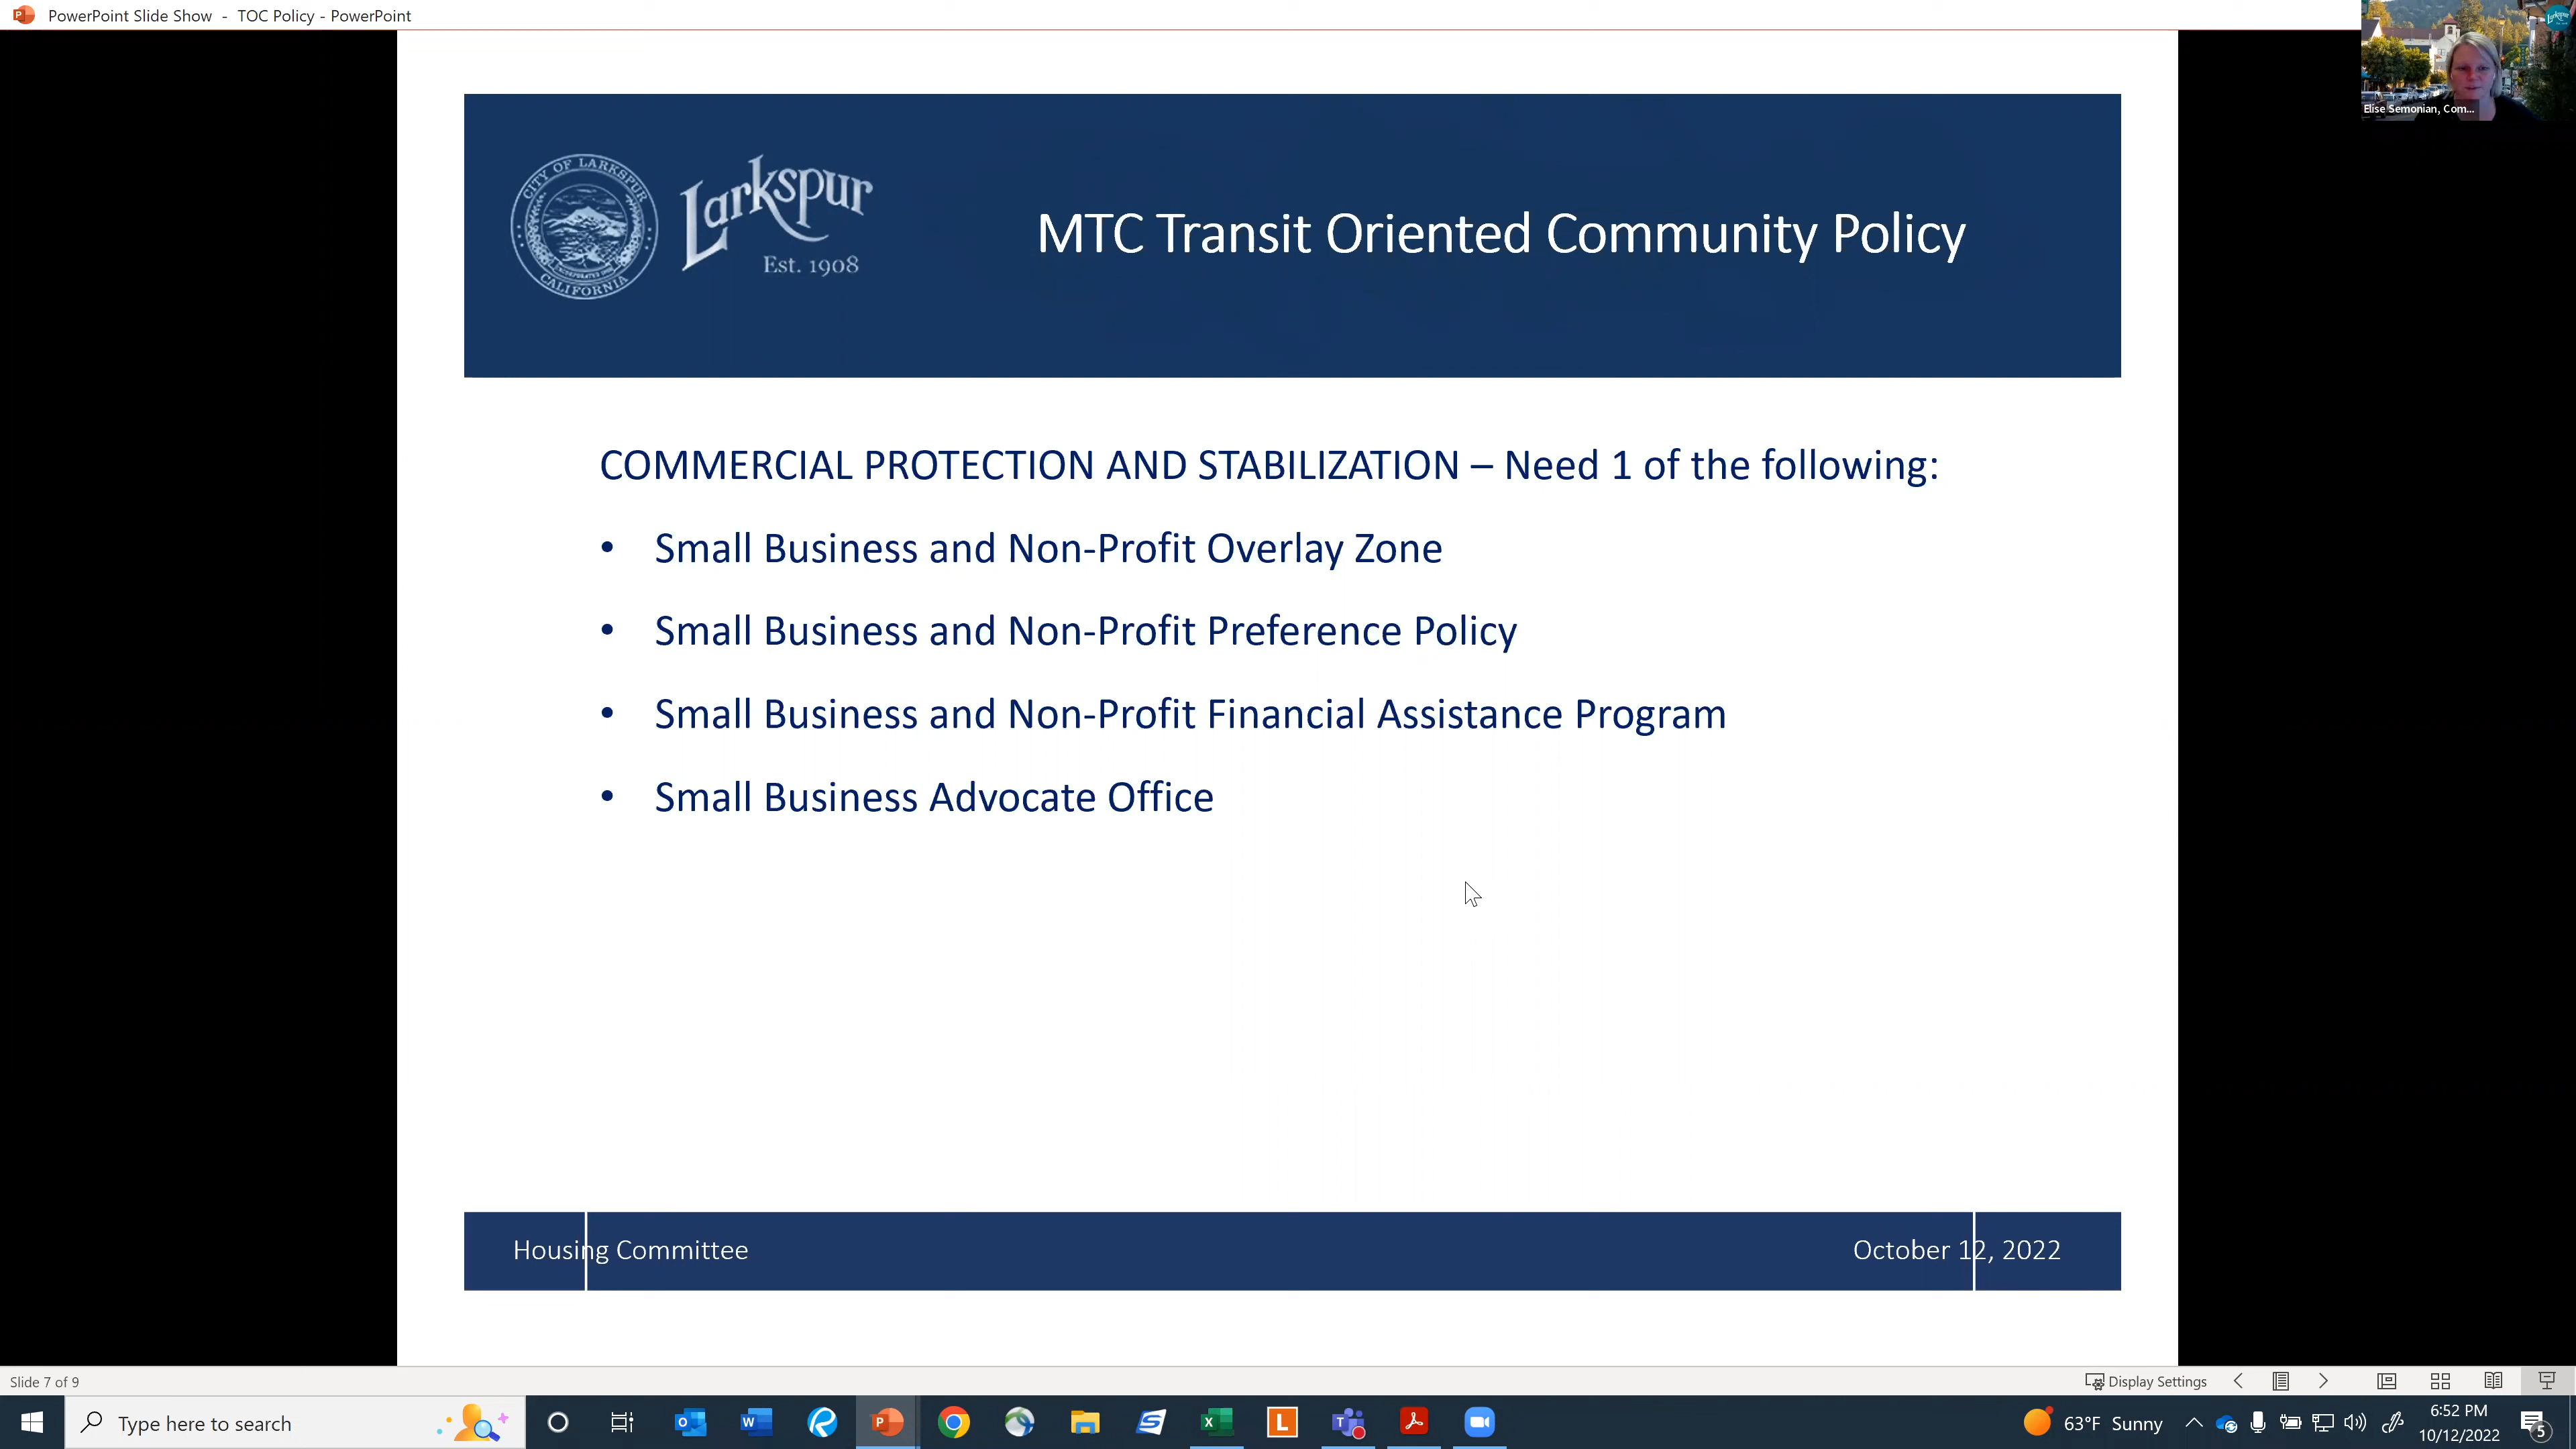 PowerPoint Slide Show - TOC Policy - PowerPoint
Larkspur
Elise Semonian, Com...
CITY OF LARKSPUR
CALIFORNIA
Larkspur
Est. 1908
MTC Transit Oriented Community Policy
COMMERCIAL PROTECTION AND STABILIZATION – Need 1 of the following:
• Small Business and Non-Profit Overlay Zone
• Small Business and Non-Profit Preference Policy
• Small Business and Non-Profit Financial Assistance Program
• Small Business Advocate Office
Housing Committee
October 12, 2022
Slide 7 of 9
Display Settings
Type here to search
63°F Sunny
6:52 PM
10/12/2022
5